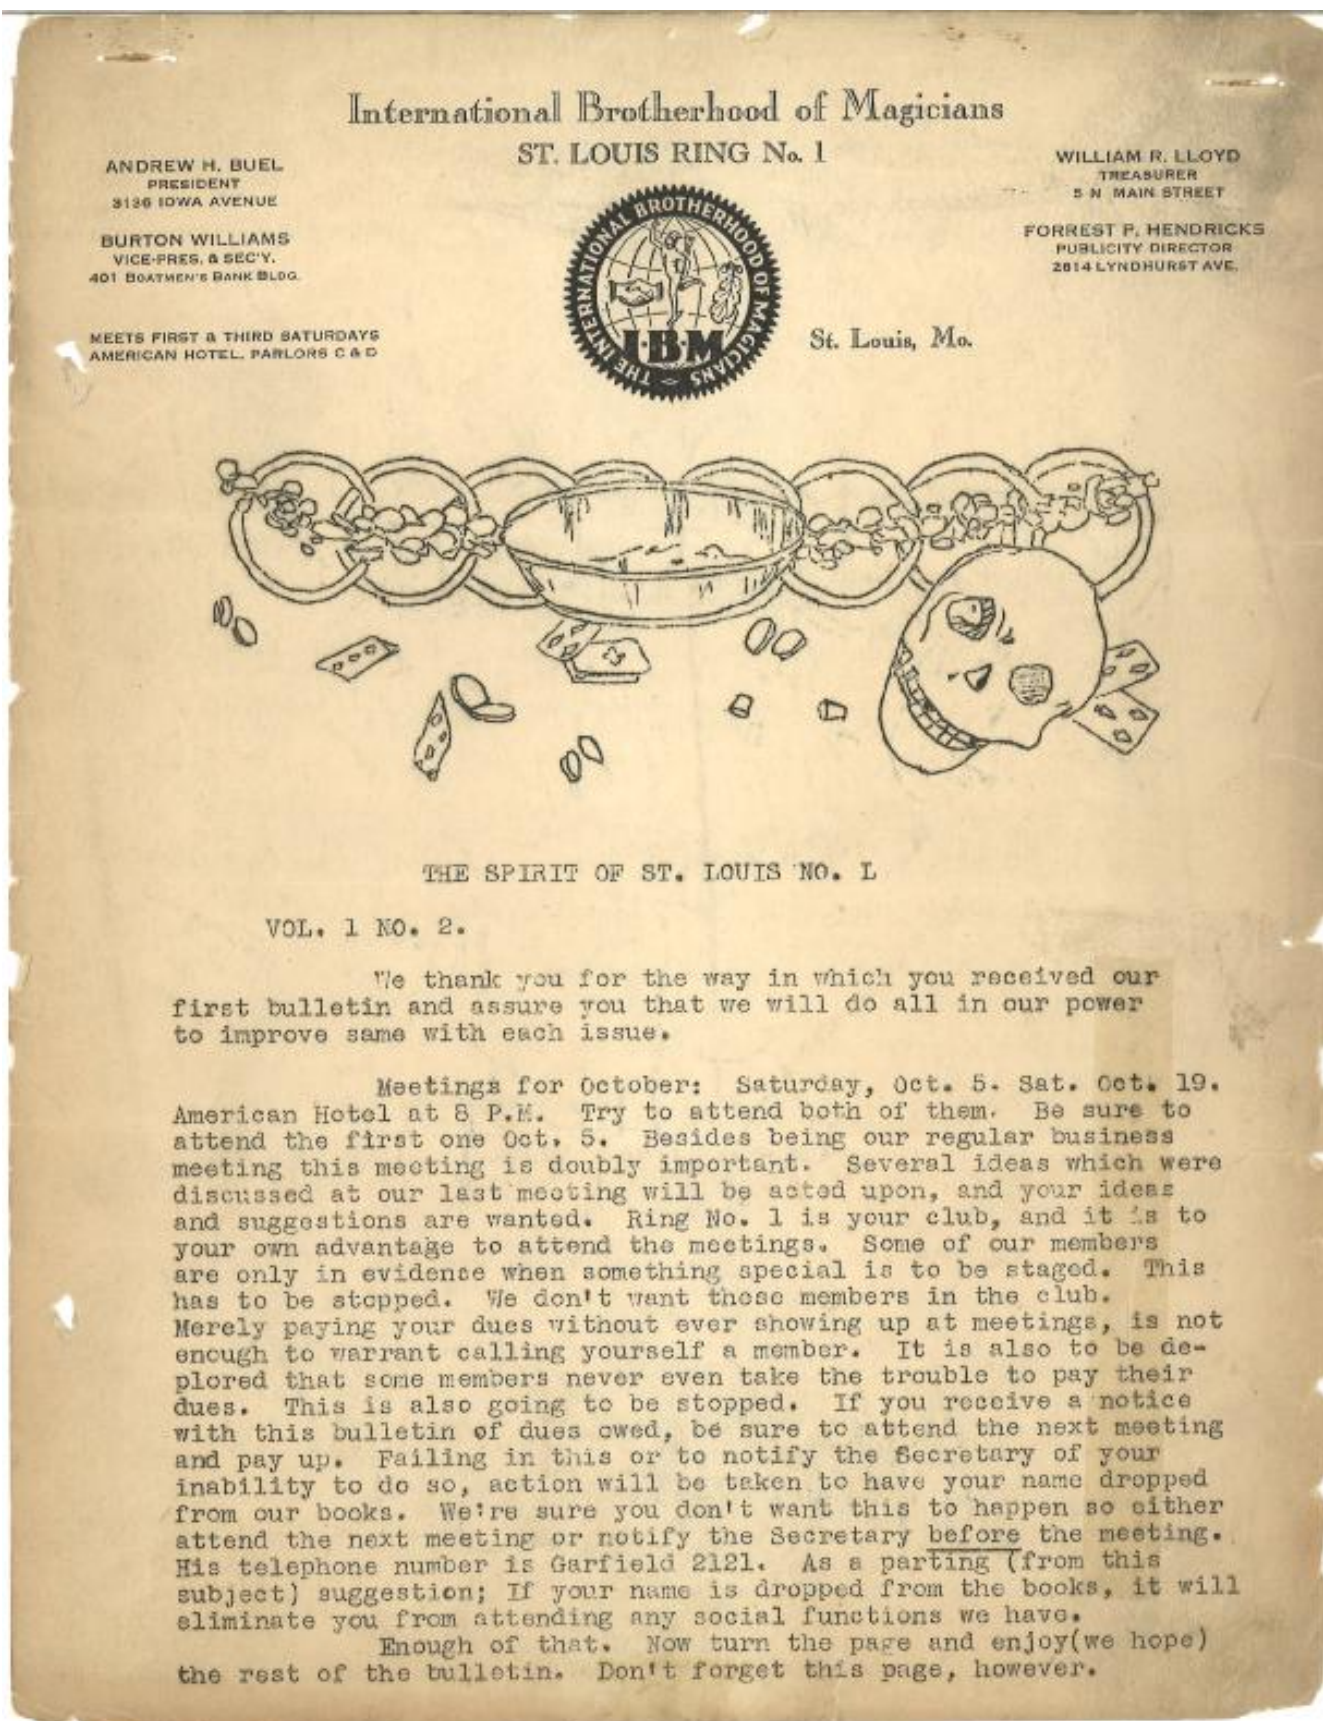 International Brotherhood of Magicians
ST. LOUIS RING No. 1
ANDREW H. BUEL
PRESIDENT
3136 IOWA AVENUE
BURTON WILLIAMS
VICE-PRES. & SEC'Y.
401 BOATMEN'S BANK BLDG.
MEETS FIRST & THIRD SATURDAYS
AMERICAN HOTEL, PARLORS C & D
WILLIAM R. LLOYD
TREASURER
5 N MAIN STREET
FORREST P. HENDRICKS
PUBLICITY DIRECTOR
2814 LYNDHURST AVE.
THE INTERNATIONAL BROTHERHOOD OF MAGICIANS
I·B·M
St. Louis, Mo.
THE SPIRIT OF ST. LOUIS NO. L
VOL. 1 NO. 2.
We thank you for the way in which you received our
first bulletin and assure you that we will do all in our power
to improve same with each issue.
Meetings for October: Saturday, Oct. 5. Sat. Oct. 19.
American Hotel at 8 P.M. Try to attend both of them. Be sure to
attend the first one Oct. 5. Besides being our regular business
meeting this meeting is doubly important. Several ideas which were
discussed at our last meeting will be acted upon, and your ideas
and suggestions are wanted. Ring No. 1 is your club, and it is to
your own advantage to attend the meetings. Some of our members
are only in evidence when something special is to be staged. This
has to be stopped. We don't want those members in the club.
Merely paying your dues without ever showing up at meetings, is not
enough to warrant calling yourself a member. It is also to be de-
plored that some members never even take the trouble to pay their
dues. This is also going to be stopped. If you receive a notice
with this bulletin of dues owed, be sure to attend the next meeting
and pay up. Failing in this or to notify the Secretary of your
inability to do so, action will be taken to have your name dropped
from our books. We're sure you don't want this to happen so either
attend the next meeting or notify the Secretary before the meeting.
His telephone number is Garfield 2121. As a parting (from this
subject) suggestion; If your name is dropped from the books, it will
eliminate you from attending any social functions we have.
Enough of that. Now turn the page and enjoy(we hope)
the rest of the bulletin. Don't forget this page, however.